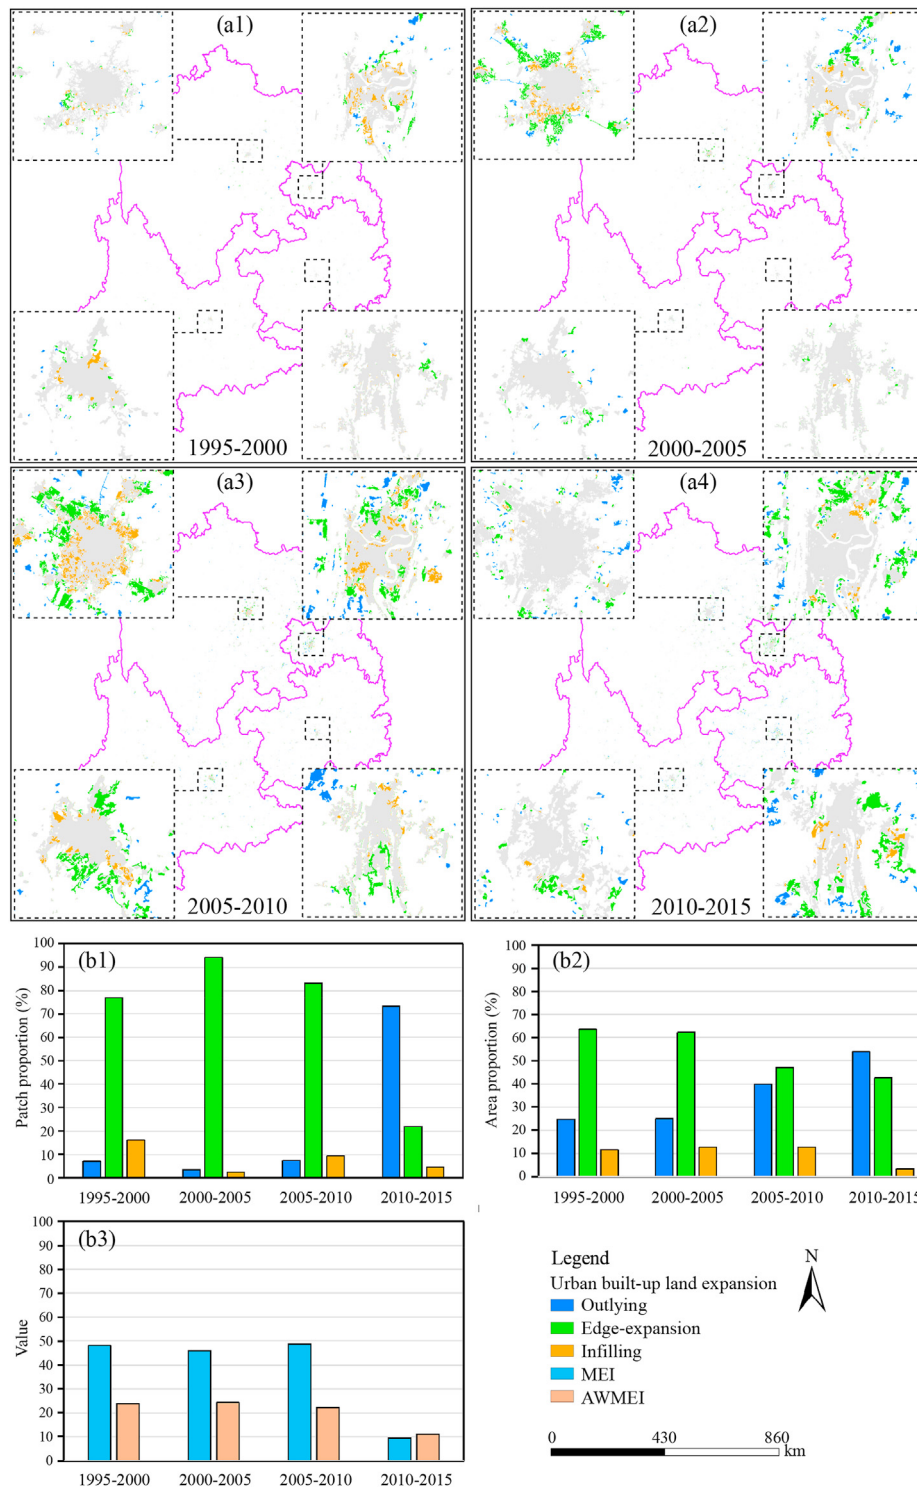 (a1)
(a2)
1995-2000
2000-2005
(a3)
(a4)
2005-2010
2010-2015
(b1)
Patch proportion (%)
100
90
80
70
60
50
40
30
20
10
0
1995-2000
2000-2005
2005-2010
2010-2015
(b2)
Area proportion (%)
100
90
80
70
60
50
40
30
20
10
0
1995-2000
2000-2005
2005-2010
2010-2015
(b3)
Value
100
90
80
70
60
50
40
30
20
10
0
1995-2000
2000-2005
2005-2010
2010-2015
Legend
N
Urban built-up land expansion
Outlying
Edge-expansion
Infilling
MEI
AWMEI
0 430 860
km